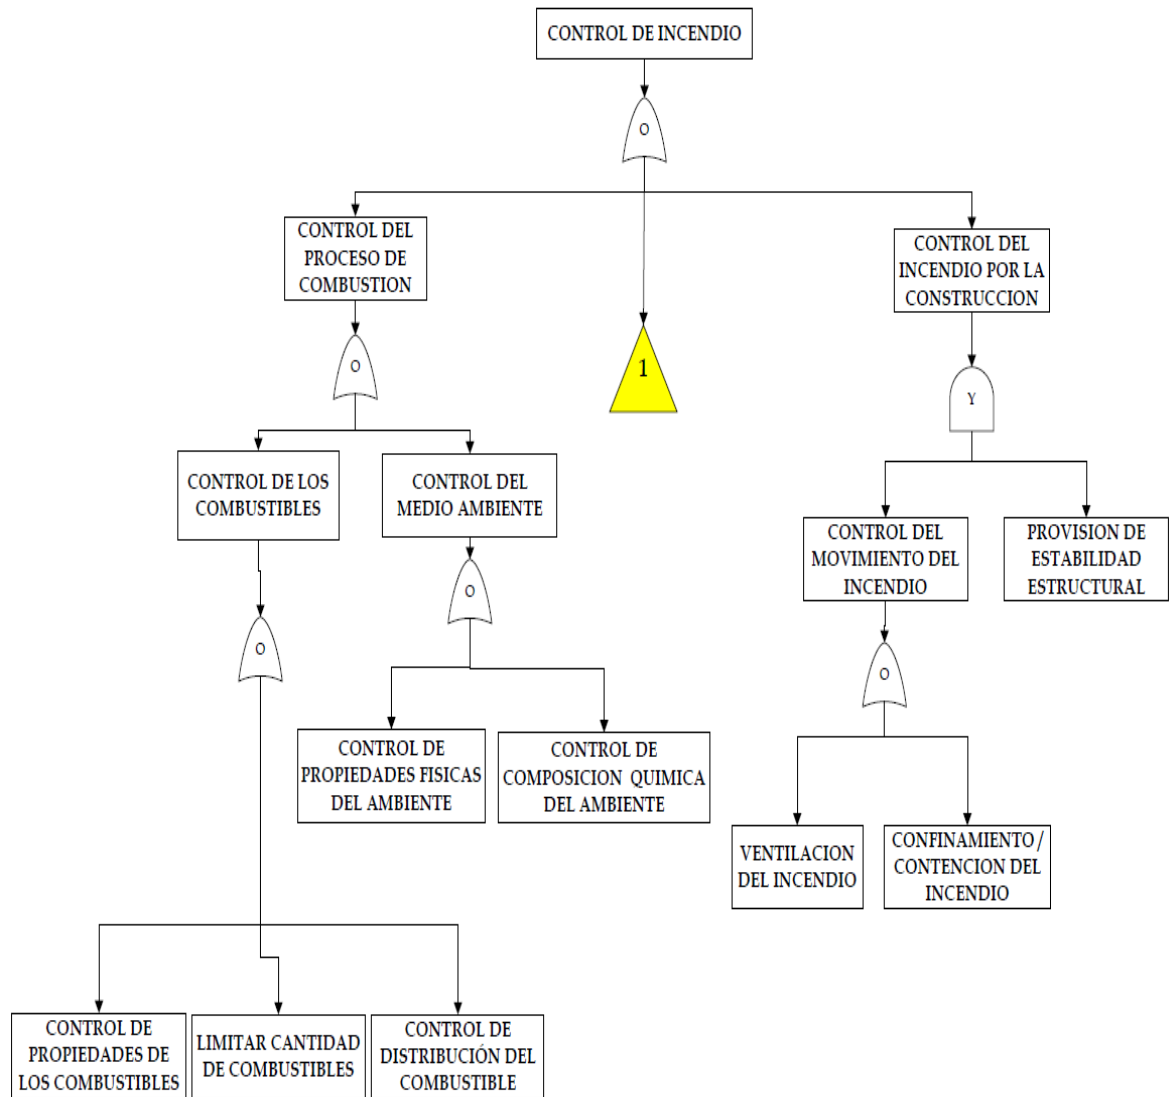 CONTROL DE INCENDIO
O
CONTROL DEL
PROCESO DE
COMBUSTION
CONTROL DEL
INCENDIO POR LA
CONSTRUCCION
O
1
Y
CONTROL DE LOS
COMBUSTIBLES
CONTROL DEL
MEDIO AMBIENTE
CONTROL DEL
MOVIMIENTO DEL
INCENDIO
PROVISION DE
ESTABILIDAD
ESTRUCTURAL
O
O
O
CONTROL DE
PROPIEDADES FISICAS
DEL AMBIENTE
CONTROL DE
COMPOSICION QUIMICA
DEL AMBIENTE
VENTILACION
DEL INCENDIO
CONFINAMIENTO /
CONTENCION DEL
INCENDIO
CONTROL DE
PROPIEDADES DE
LOS COMBUSTIBLES
LIMITAR CANTIDAD
DE COMBUSTIBLES
CONTROL DE
DISTRIBUCIÓN DEL
COMBUSTIBLE